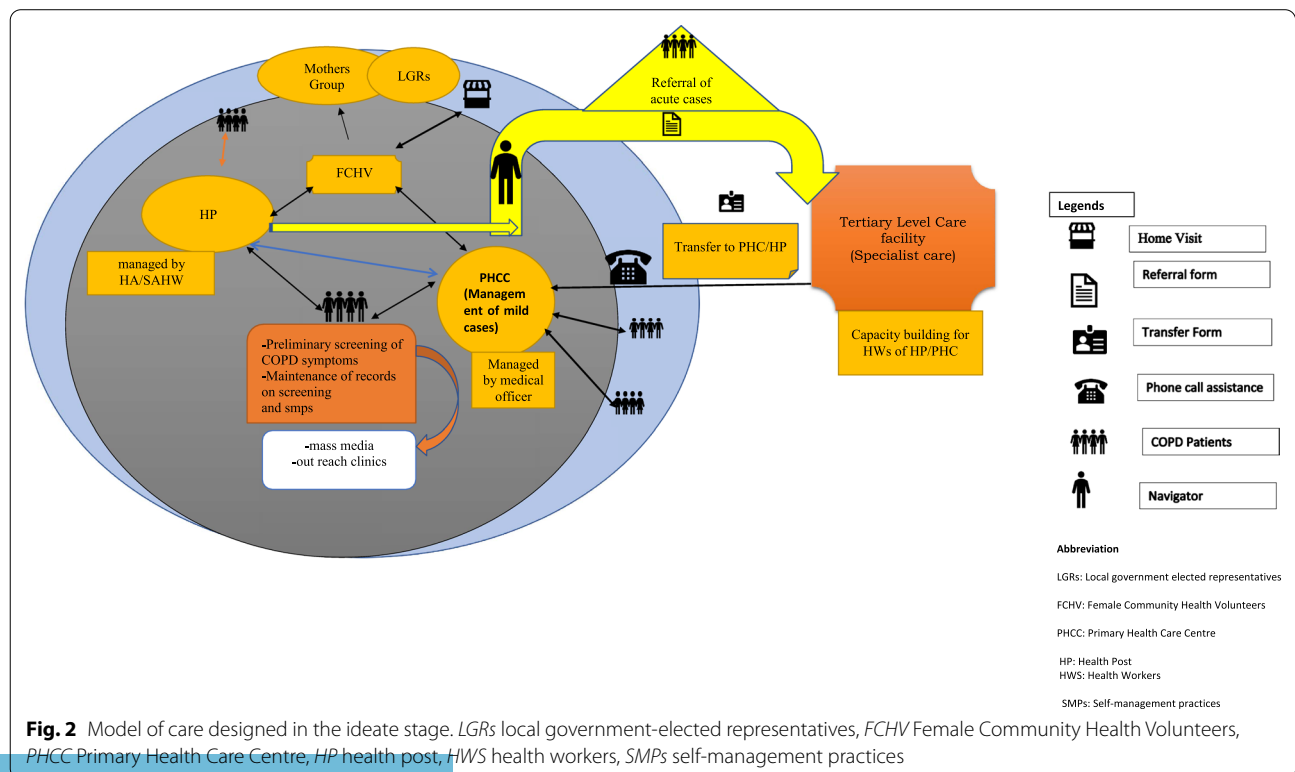 Mothers
Group
LGRs
Referral of
acute cases
FCHV
HP
managed by
HA/SAHW
PHCC
(Managem
ent of mild
cases)
Managed
by medical
officer
-Preliminary screening of
COPD symptoms
-Maintenance of records
on screening
and smps
-mass media
-out reach clinics
Transfer to PHC/HP
Tertiary Level Care
facility
(Specialist care)
Capacity building for
HWs of HP/PHC
Legends
Home Visit
Referral form
Transfer Form
Phone call assistance
COPD Patients
Navigator
Abbreviation
LGRs: Local government elected representatives
FCHV: Female Community Health Volunteers
PHCC: Primary Health Care Centre
HP: Health Post
HWS: Health Workers
SMPs: Self-management practices
Fig. 2 Model of care designed in the ideate stage. LGRs local government-elected representatives, FCHV Female Community Health Volunteers,
PHCC Primary Health Care Centre, HP health post, HWS health workers, SMPs self-management practices